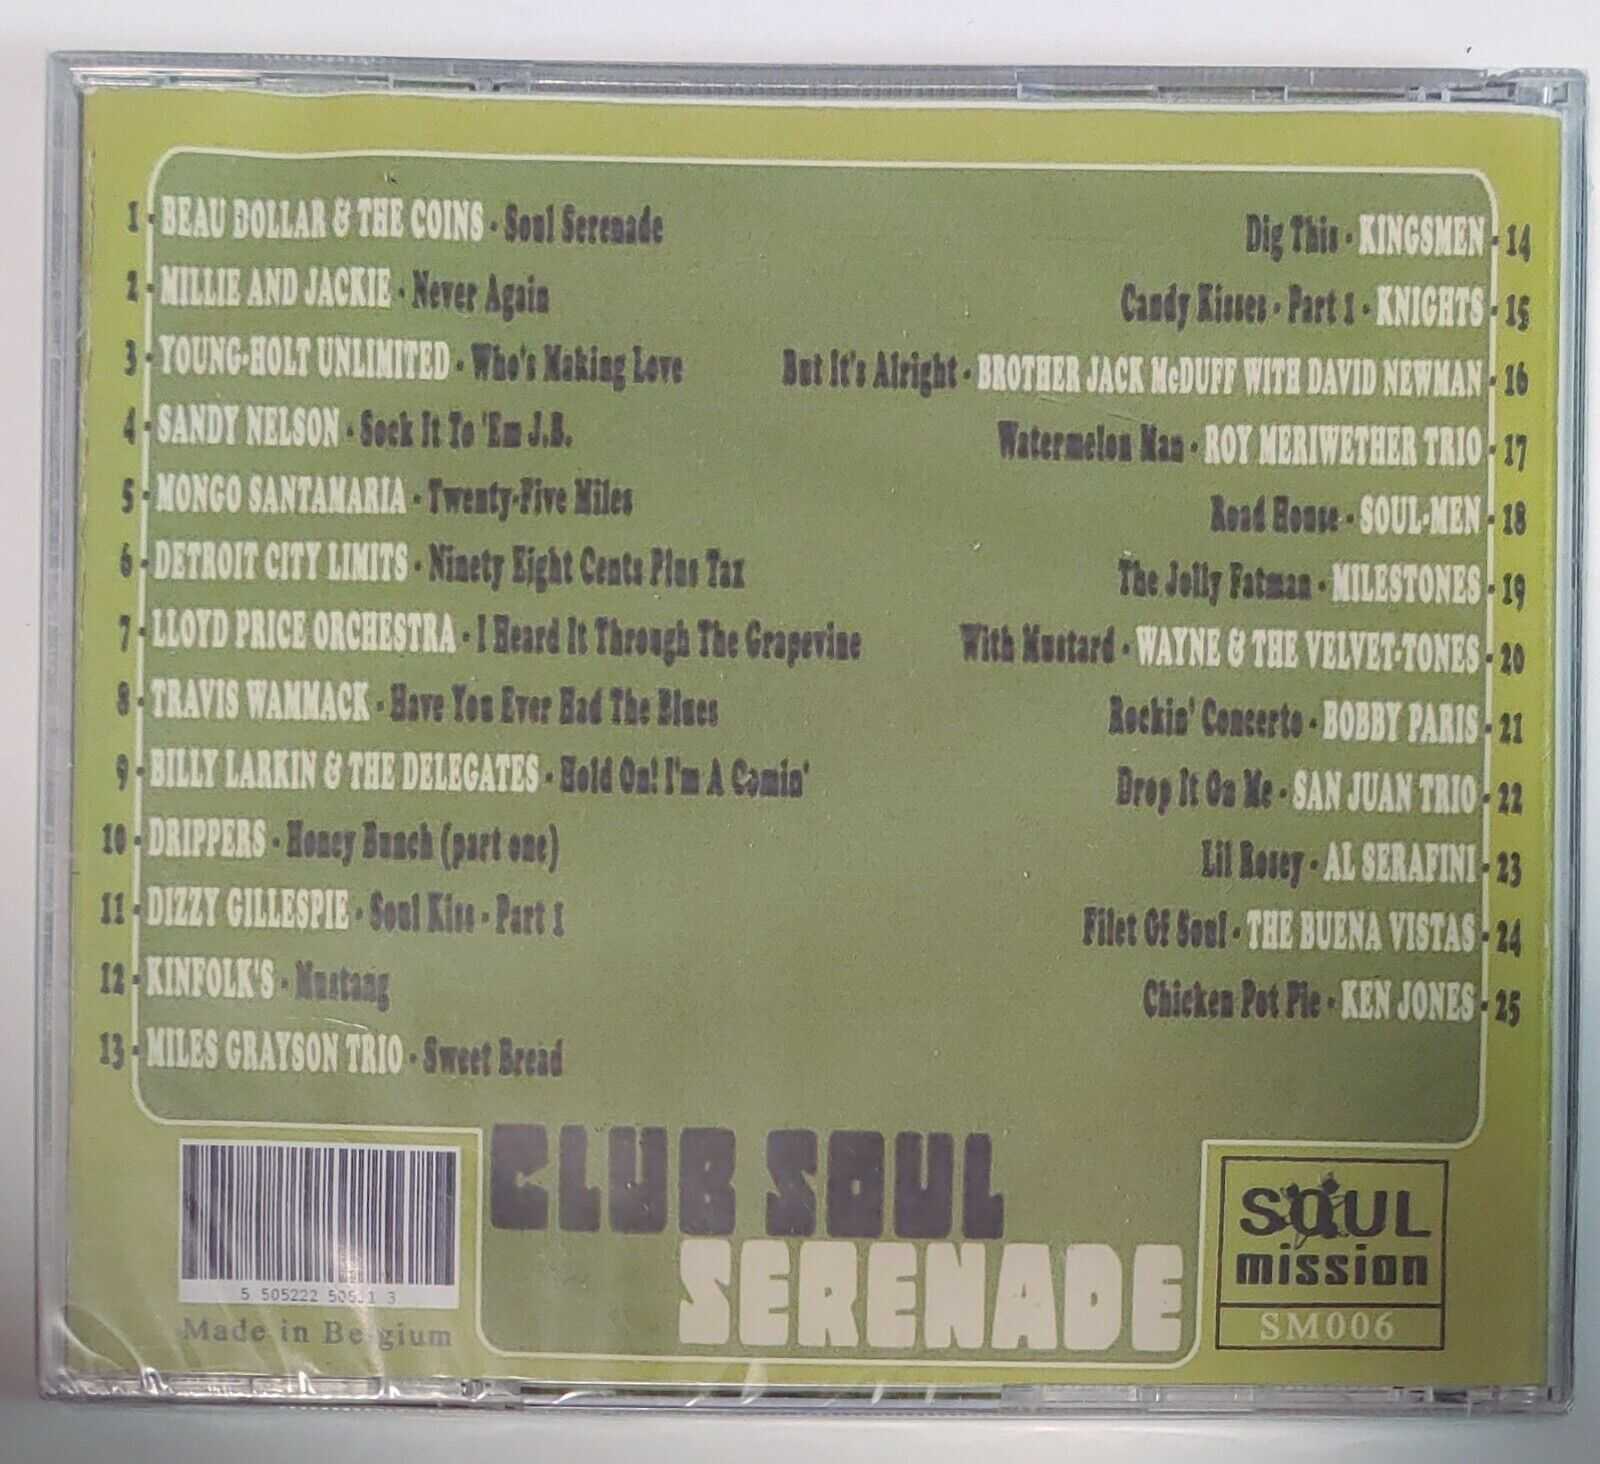 1 - BEAU DOLLAR & THE COINS - Soul Serenade
2 - MILLIE AND JACKIE - Never Again
3 - YOUNG-HOLT UNLIMITED - Who's Making Love
4 - SANDY NELSON - Sock It To 'Em J.B.
5 - MONGO SANTAMARIA - Twenty-Five Miles
6 - DETROIT CITY LIMITS - Ninety Eight Cents Plus Tax
7 - LLOYD PRICE ORCHESTRA - I Heard It Through The Grapevine
8 - TRAVIS WAMMACK - Have You Ever Had The Blues
9 - BILLY LARKIN & THE DELEGATES - Hold On! I'm A Comin'
10 - DRIPPERS - Honey Bunch (part one)
11 - DIZZY GILLESPIE - Soul Kiss - Part 1
12 - KINFOLK'S - Mustang
13 - MILES GRAYSON TRIO - Sweet Bread
Dig This - KINGSMEN - 14
Candy Kisses - Part 1 - KNIGHTS - 15
But It's Alright - BROTHER JACK McDUFF WITH DAVID NEWMAN - 16
Watermelon Man - ROY MERIWETHER TRIO - 17
Road House - SOUL-MEN - 18
The Jolly Fatman - MILESTONES - 19
With Mustard - WAYNE & THE VELVET-TONES - 20
Rockin' Concerto - BOBBY PARIS - 21
Drop It On Me - SAN JUAN TRIO - 22
Lil Rosey - AL SERAFINI - 23
Filet Of Soul - THE BUENA VISTAS - 24
Chicken Pot Pie - KEN JONES - 25
5 505222 3
Made in Belgium
CLUB SOUL
SERENADE
SOUL
mission
SM006